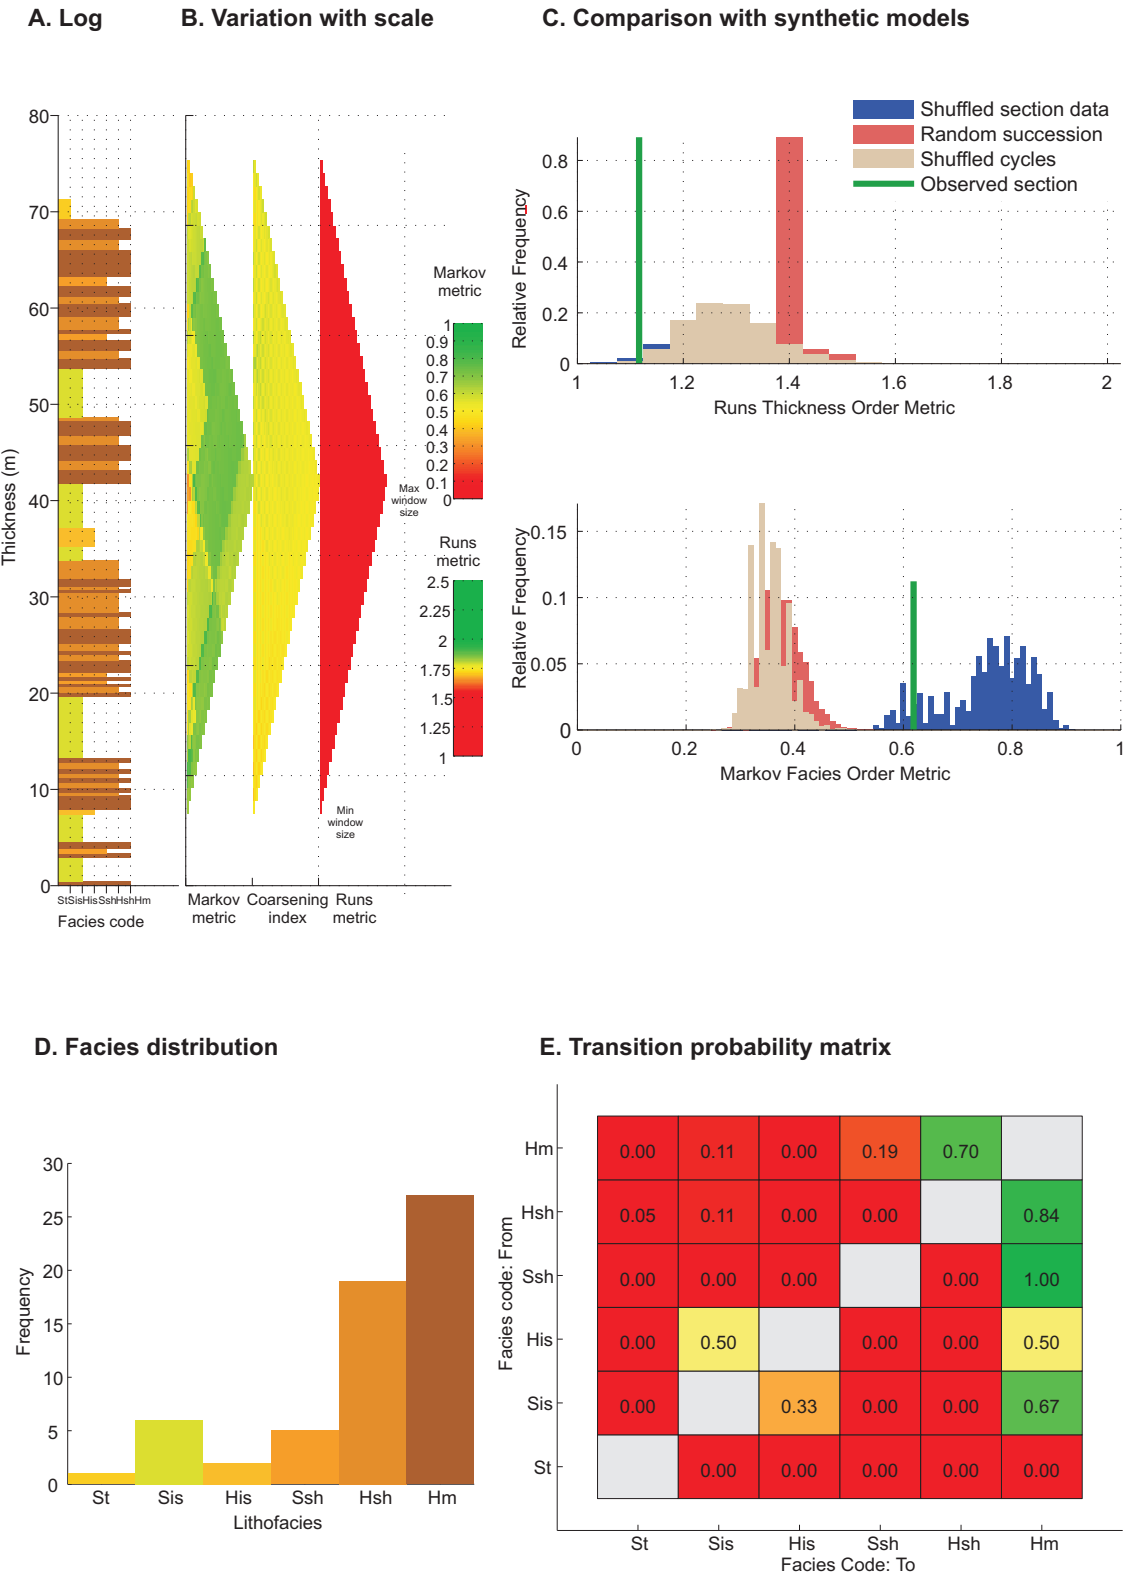 A. Log
B. Variation with scale
C. Comparison with synthetic models
80
70
60
50
40
30
20
10
0
Thickness (m)
StSisHisSshHshHm
Facies code
Markov
metric
Coarsening
index
Runs
metric
Max
window
size
Min
window
size
Markov
metric
1
0.9
0.8
0.7
0.6
0.5
0.4
0.3
0.2
0.1
0
Runs
metric
2.5
2.25
2
1.75
1.5
1.25
1
Shuffled section data
Random succession
Shuffled cycles
Observed section
Relative Frequency
0.8
0.6
0.4
0.2
0
1
1.2
1.4
1.6
1.8
2
Runs Thickness Order Metric
Relative Frequency
0.15
0.1
0.05
0
0
0.2
0.4
0.6
0.8
1
Markov Facies Order Metric
D. Facies distribution
Frequency
30
25
20
15
10
5
0
St Sis His Ssh Hsh Hm
Lithofacies
E. Transition probability matrix
Facies code: From
Hm 0.00 0.11 0.00 0.19 0.70
Hsh 0.05 0.11 0.00 0.00 0.84
Ssh 0.00 0.00 0.00 0.00 1.00
His 0.00 0.50 0.00 0.00 0.50
Sis 0.00 0.33 0.00 0.00 0.67
St 0.00 0.00 0.00 0.00 0.00
St Sis His Ssh Hsh Hm
Facies Code: To